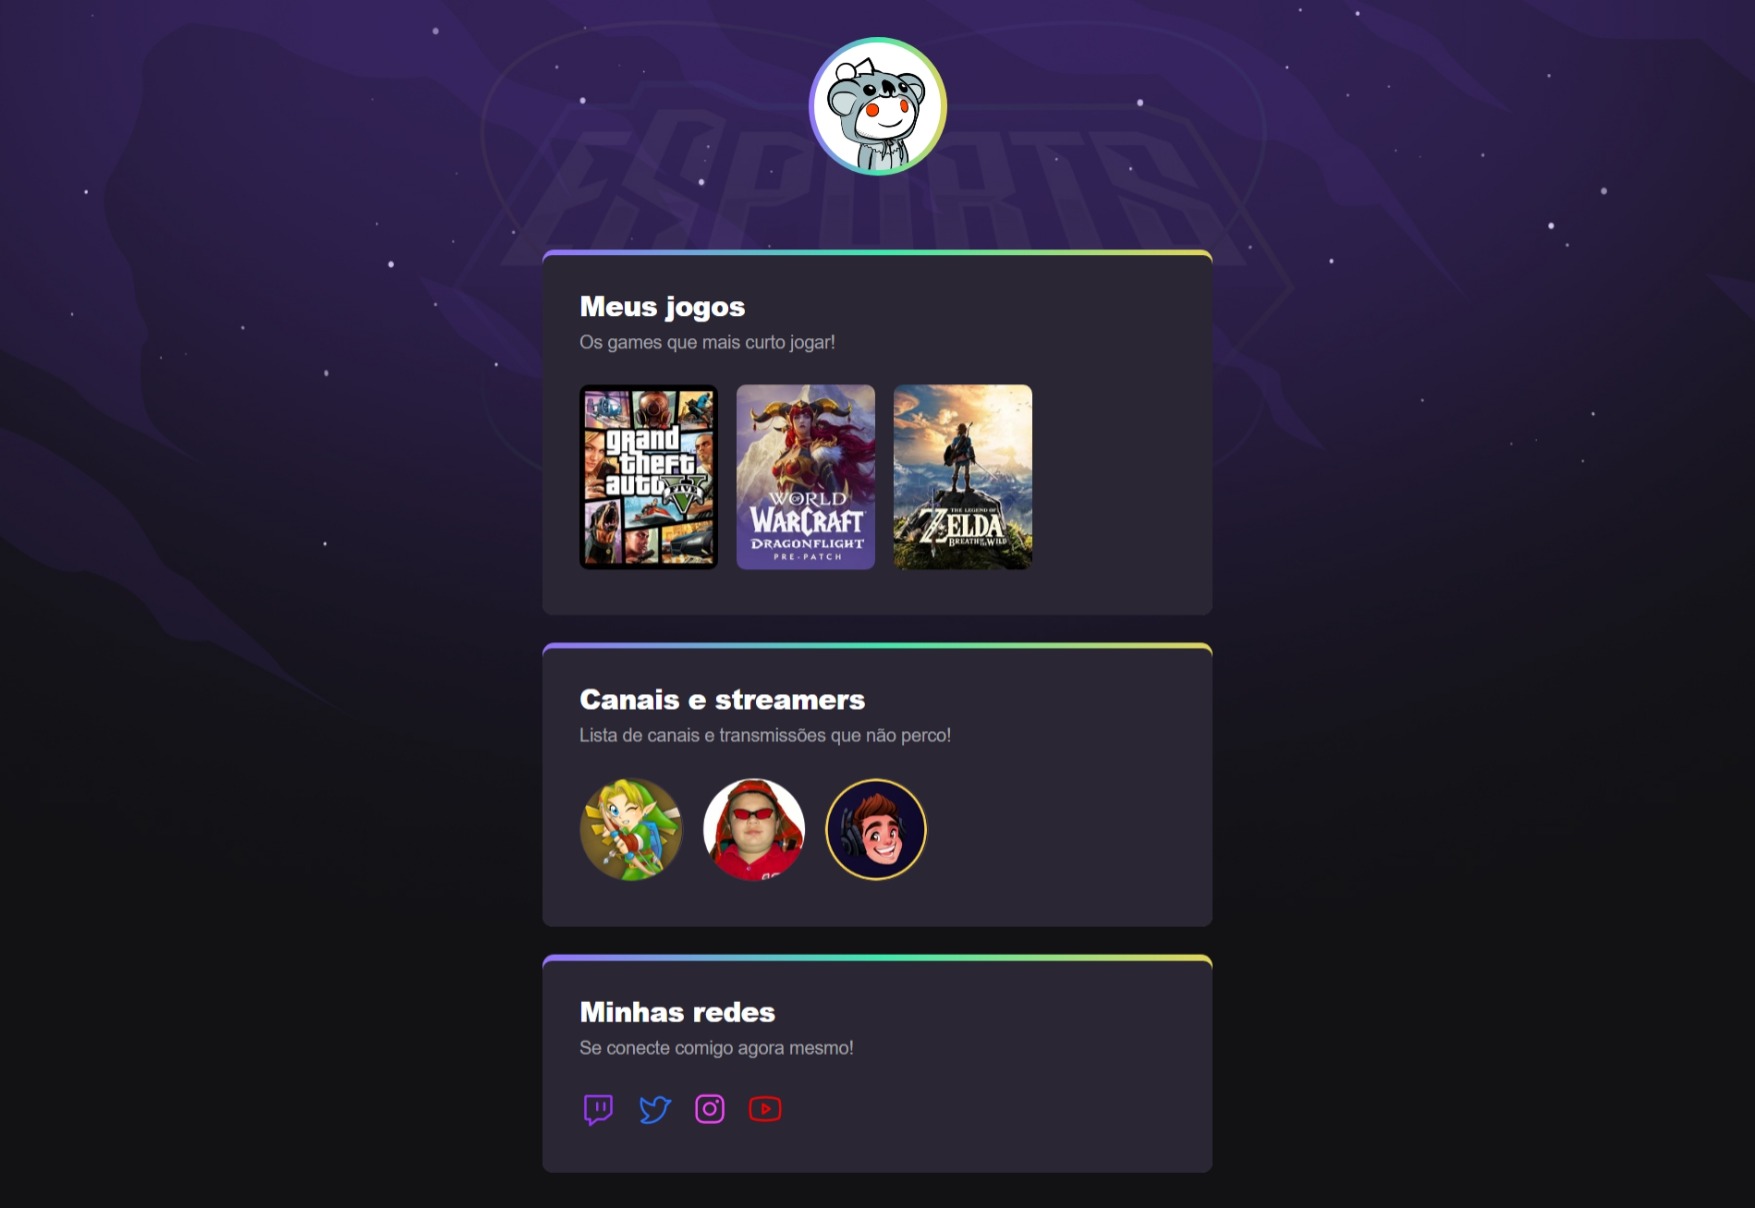 ESPORTS
Meus jogos
Os games que mais curto jogar!
grand
theft
auto
FIVE
WORLD
OF
WARCRAFT
DRAGONFLIGHT
PRE-PATCH
THE LEGEND OF
ZELDA
BREATH OF THE WILD
Canais e streamers
Lista de canais e transmissões que não perco!
Minhas redes
Se conecte comigo agora mesmo!